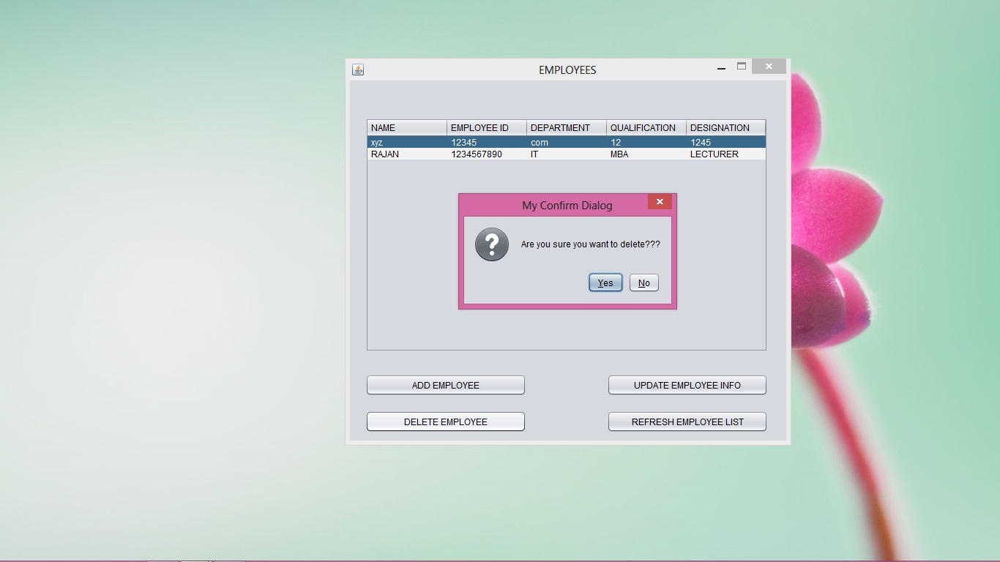 EMPLOYEES
NAME EMPLOYEE ID DEPARTMENT QUALIFICATION DESIGNATION
xyz 12345 com 12 1245
RAJAN 1234567890 IT MBA LECTURER
My Confirm Dialog
?
Are you sure you want to delete???
Yes No
ADD EMPLOYEE UPDATE EMPLOYEE INFO
DELETE EMPLOYEE REFRESH EMPLOYEE LIST